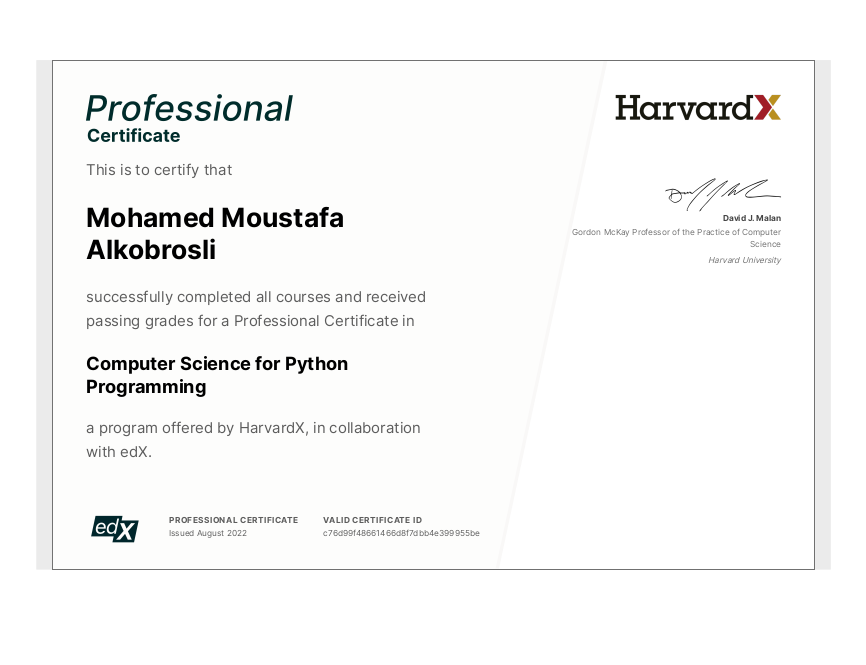 Professional
Certificate
This is to certify that
Mohamed Moustafa
Alkobrosli
successfully completed all courses and received
passing grades for a Professional Certificate in
Computer Science for Python
Programming
a program offered by HarvardX, in collaboration
with edX.
edX
PROFESSIONAL CERTIFICATE
Issued August 2022
VALID CERTIFICATE ID
c76d99f48661466d8f7dbb4e399955be
HarvardX
David J. Malan
Gordon McKay Professor of the Practice of Computer
Science
Harvard University